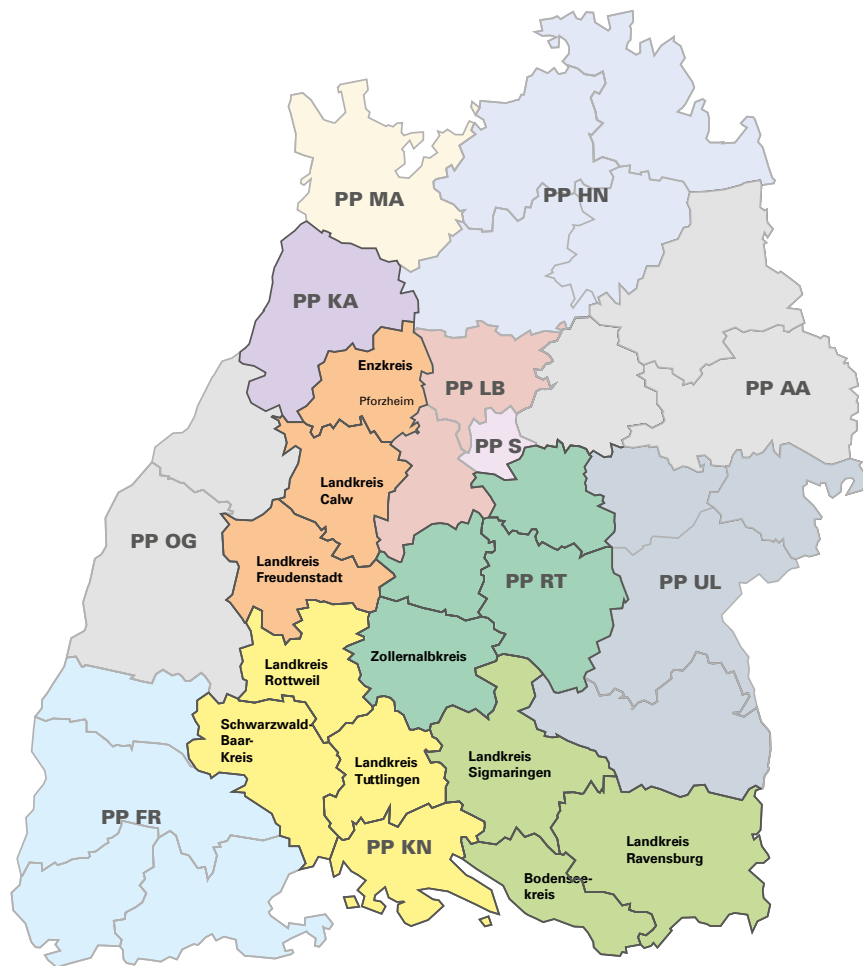 PP MA
PP HN
PP KA
Enzkreis
Pforzheim
PP LB
PP AA
PP S
Landkreis
Calw
PP OG
Landkreis
Freudenstadt
PP RT
PP UL
Landkreis
Rottweil
Zollernalbkreis
Schwarzwald-
Baar-
Kreis
Landkreis
Tuttlingen
Landkreis
Sigmaringen
PP FR
PP KN
Landkreis
Ravensburg
Bodensee-
kreis